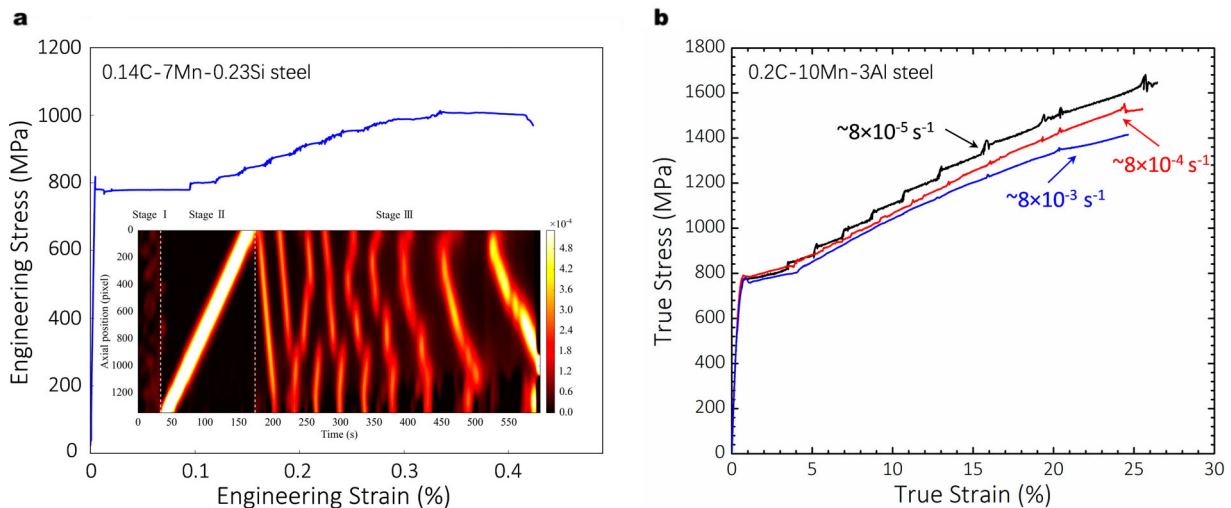 a
1200
1000
800
600
400
200
0
Engineering Stress (MPa)
0.14C-7Mn-0.23Si steel
Stage Ⅰ Stage Ⅱ Stage Ⅲ
×10⁻⁴
0
200
400
600
800
1000
1200
Axial position (pixel)
4.8
4.2
3.6
3.0
2.4
1.8
1.2
0.6
0.0
0 50 100 150 200 250 300 350 400 450 500 550
Time (s)
0 0.1 0.2 0.3 0.4
Engineering Strain (%)
b
1800
1600
1400
1200
1000
800
600
400
200
0
True Stress (MPa)
0.2C-10Mn-3Al steel
~8×10⁻⁵ s⁻¹
~8×10⁻⁴ s⁻¹
~8×10⁻³ s⁻¹
0 5 10 15 20 25 30
True Strain (%)